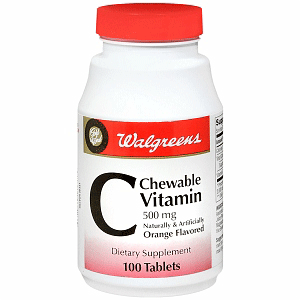 Walgreens
C Chewable
Vitamin
500 mg
Naturally & Artificially
Orange Flavored
Dietary Supplement
100 Tablets